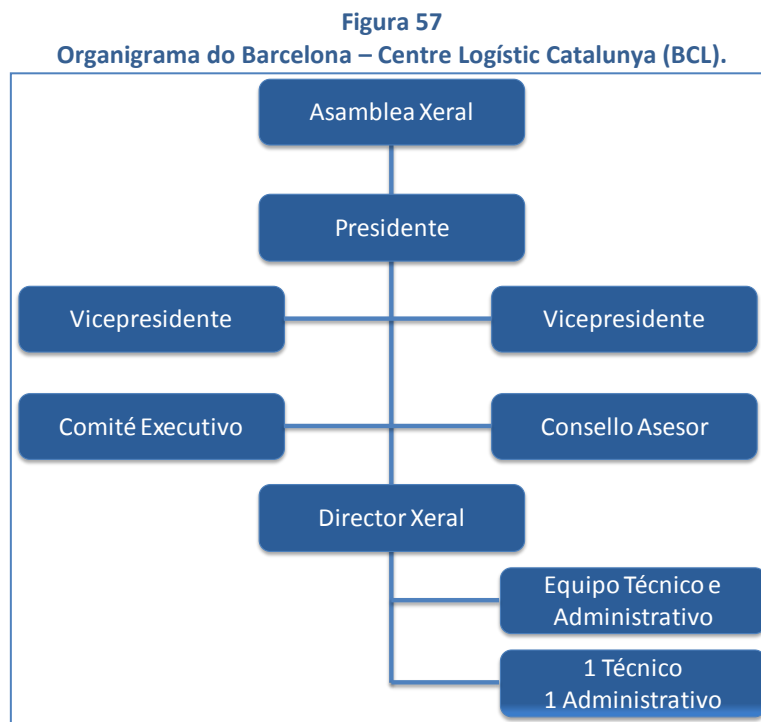 Figura 57
Organigrama do Barcelona – Centre Logístic Catalunya (BCL).
Asamblea Xeral
Presidente
Vicepresidente
Vicepresidente
Comité Executivo
Consello Asesor
Director Xeral
Equipo Técnico e
Administrativo
1 Técnico
1 Administrativo